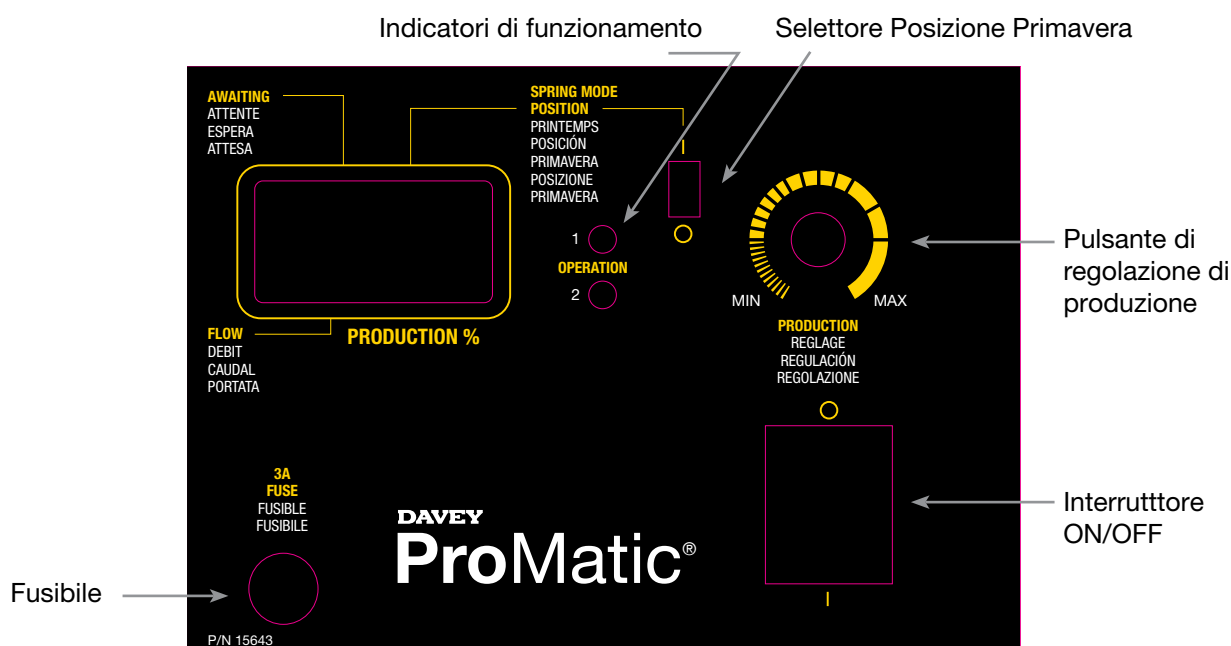 Indicatori di funzionamento
Selettore Posizione Primavera
AWAITING
ATTENTE
ESPERA
ATTESA
SPRING MODE
POSITION
PRINTEMPS
POSICIÓN
PRIMAVERA
POSIZIONE
PRIMAVERA
I
O
1
OPERATION
2
MIN
MAX
Pulsante di
regolazione di
produzione
FLOW
DEBIT
CAUDAL
PORTATA
PRODUCTION %
PRODUCTION
REGLAGE
REGULACIÓN
REGOLAZIONE
O
3A
FUSE
FUSIBLE
FUSIBILE
DAVEY
ProMatic®
Interrutttore
ON/OFF
I
Fusibile
P/N 15643